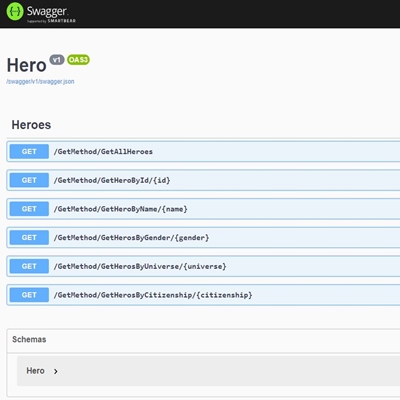 Swagger.
Supported by SMARTBEAR
Hero v1 OAS3
/swagger/v1/swagger.json
Heroes
GET /GetMethod/GetAllHeroes
GET /GetMethod/GetHeroById/{id}
GET /GetMethod/GetHeroByName/{name}
GET /GetMethod/GetHerosByGender/{gender}
GET /GetMethod/GetHerosByUniverse/{universe}
GET /GetMethod/GetHerosByCitizenship/{citizenship}
Schemas
Hero